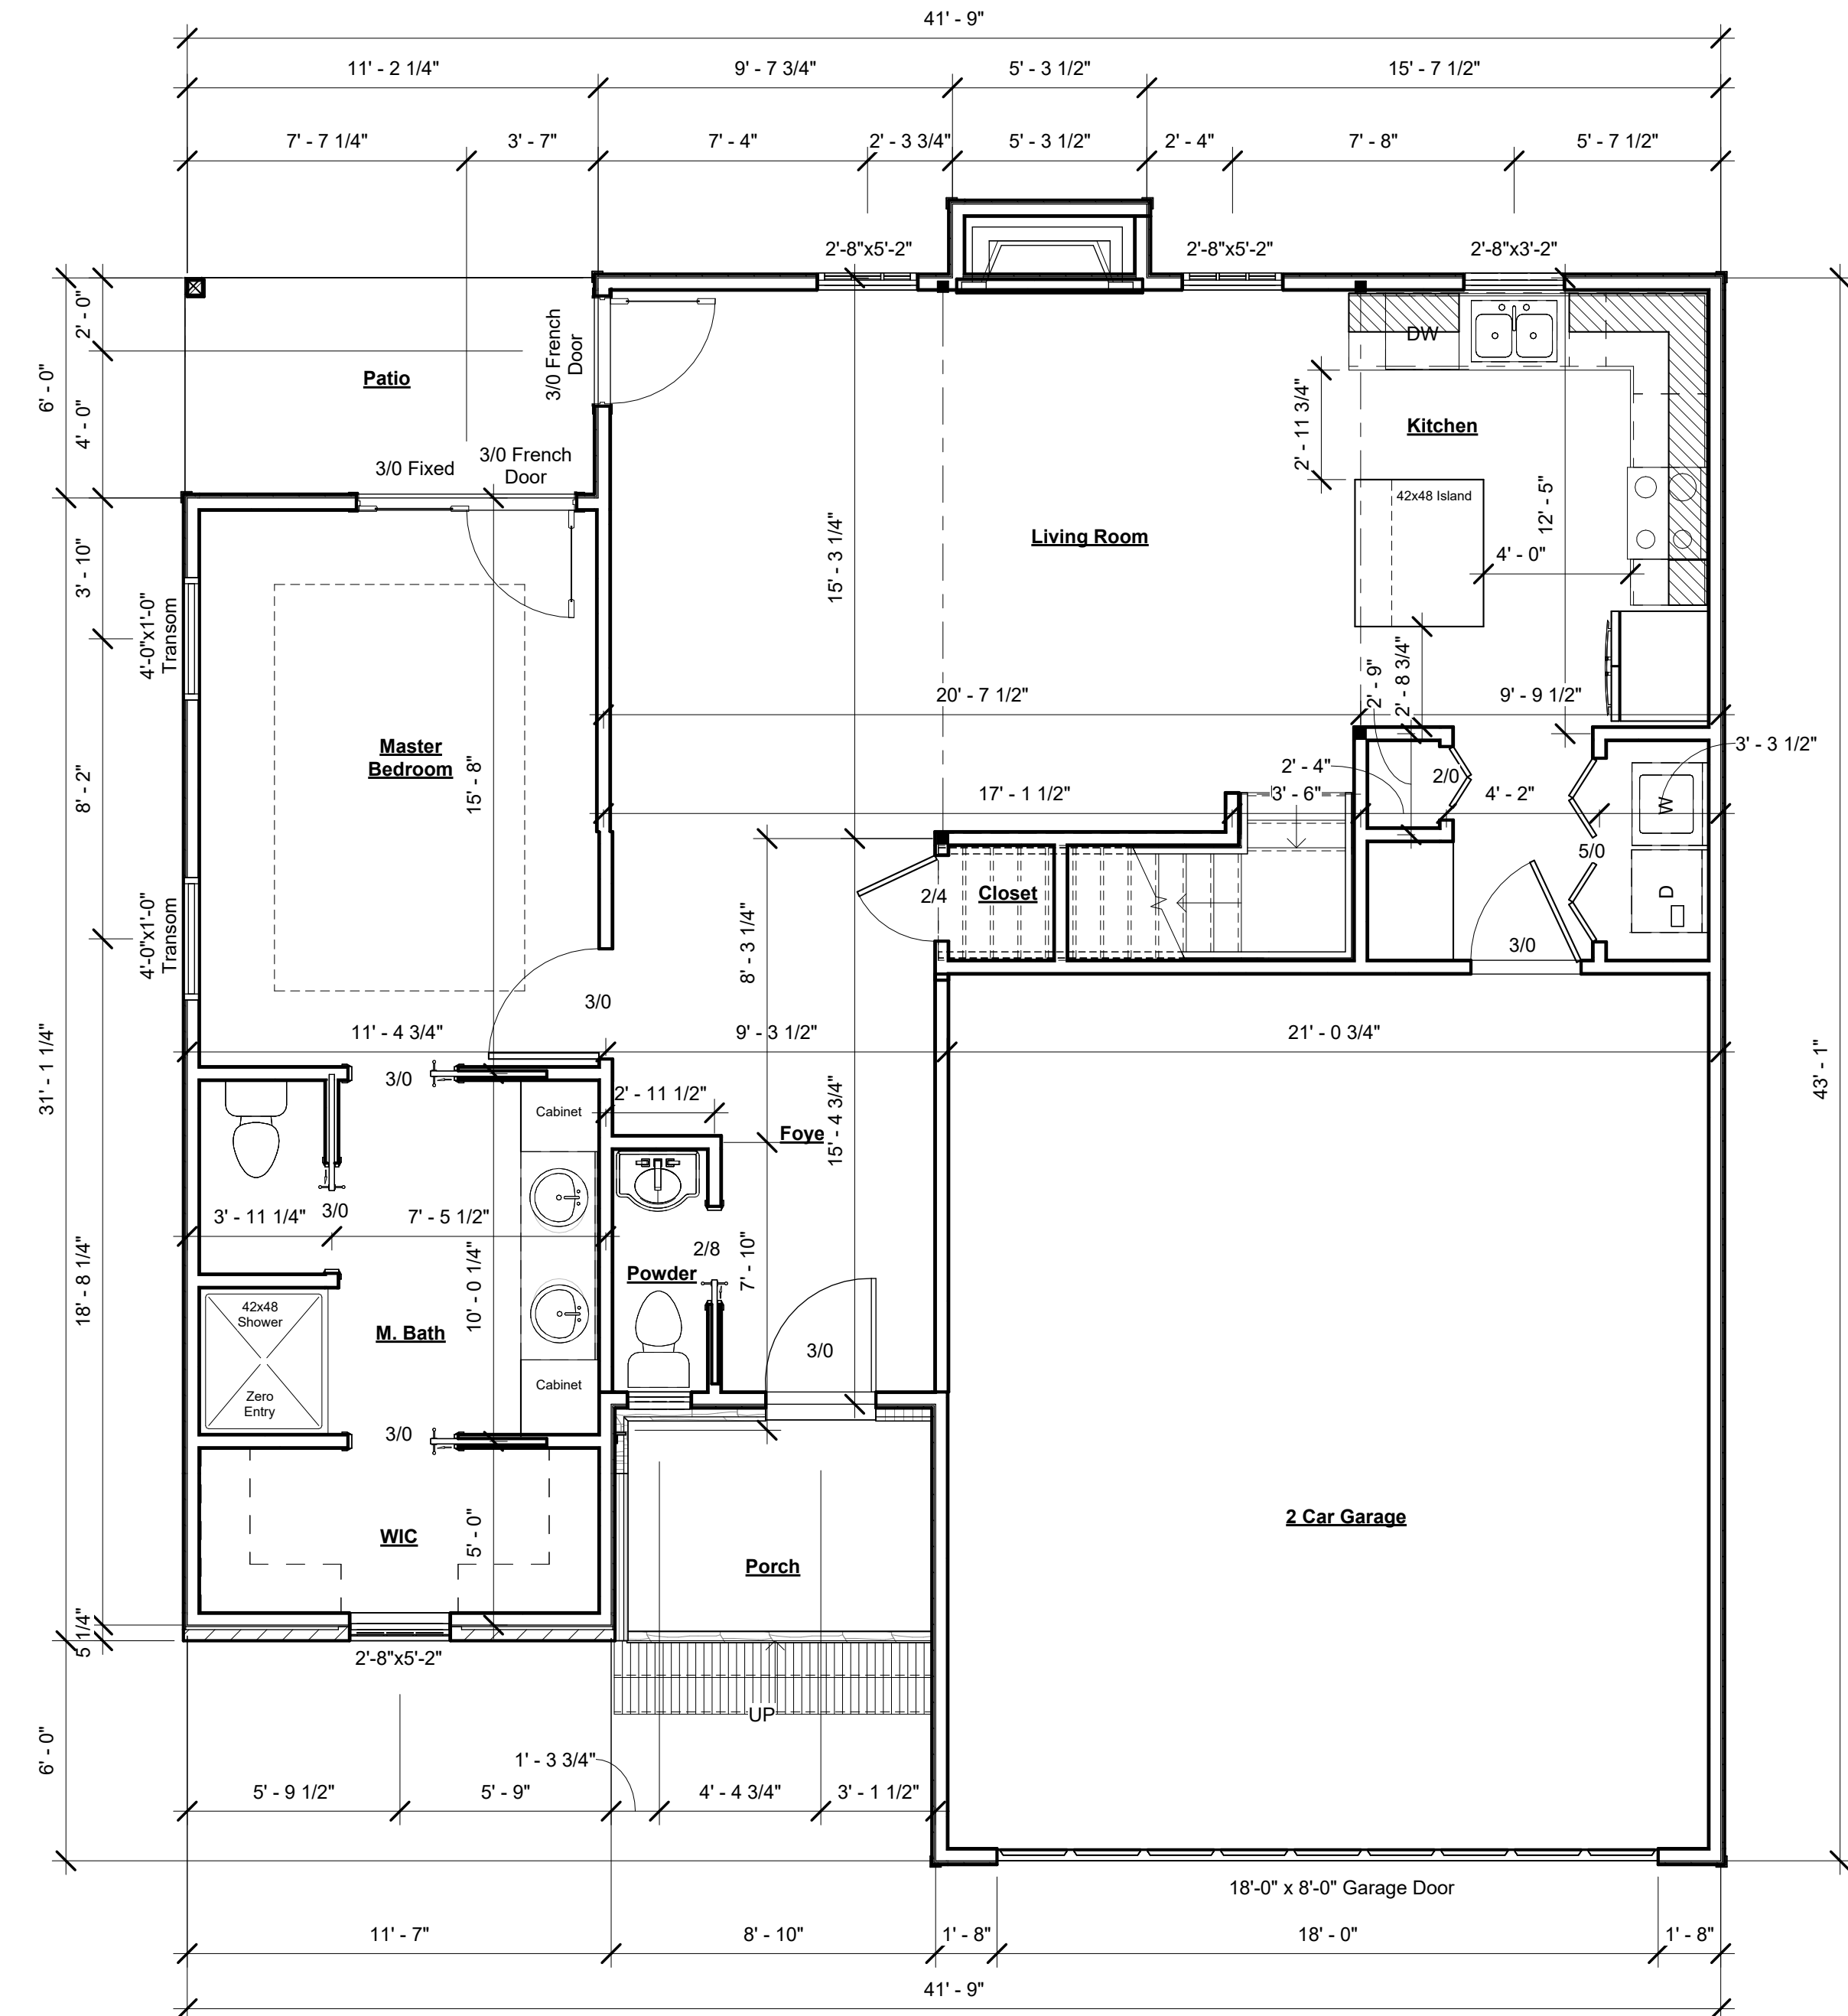 41' - 9"
11' - 2 1/4"
9' - 7 3/4"
5' - 3 1/2"
15' - 7 1/2"
7' - 7 1/4"
3' - 7"
7' - 4"
2' - 3 3/4"
5' - 3 1/2"
2' - 4"
7' - 8"
5' - 7 1/2"
2'-8"x5'-2"
2'-8"x5'-2"
2'-8"x3'-2"
2' - 0"
6' - 0"
4' - 0"
Patio
3/0 French
Door
DW
Kitchen
2' - 11 3/4"
3/0 Fixed
3/0 French
Door
42x48 Island
12' - 5"
4' - 0"
Living Room
15' - 3 1/4"
3' - 10"
4'-0"x1'-0"
Transom
2' - 9"
2' - 8 3/4"
20' - 7 1/2"
9' - 9 1/2"
Master
Bedroom
15' - 8"
8' - 2"
3' - 3 1/2"
2' - 4"
2/0
17' - 1 1/2"
3' - 6"
4' - 2"
W
5/0
D
Closet
2/4
4'-0"x1'-0"
Transom
8' - 3 1/4"
3/0
3/0
11' - 4 3/4"
9' - 3 1/2"
21' - 0 3/4"
31' - 1 1/4"
43' - 1"
3/0
2' - 11 1/2"
Cabinet
Foye
15' - 4 3/4"
3/0
3' - 11 1/4"
7' - 5 1/2"
2/8
Powder
7' - 10"
18' - 8 1/4"
10' - 0 1/4"
42x48
Shower
M. Bath
3/0
Zero
Entry
Cabinet
3/0
WIC
5' - 0"
Porch
2 Car Garage
5 1/4"
2'-8"x5'-2"
UP
6' - 0"
1' - 3 3/4"
5' - 9 1/2"
5' - 9"
4' - 4 3/4"
3' - 1 1/2"
18'-0" x 8'-0" Garage Door
11' - 7"
8' - 10"
1' - 8"
18' - 0"
1' - 8"
41' - 9"